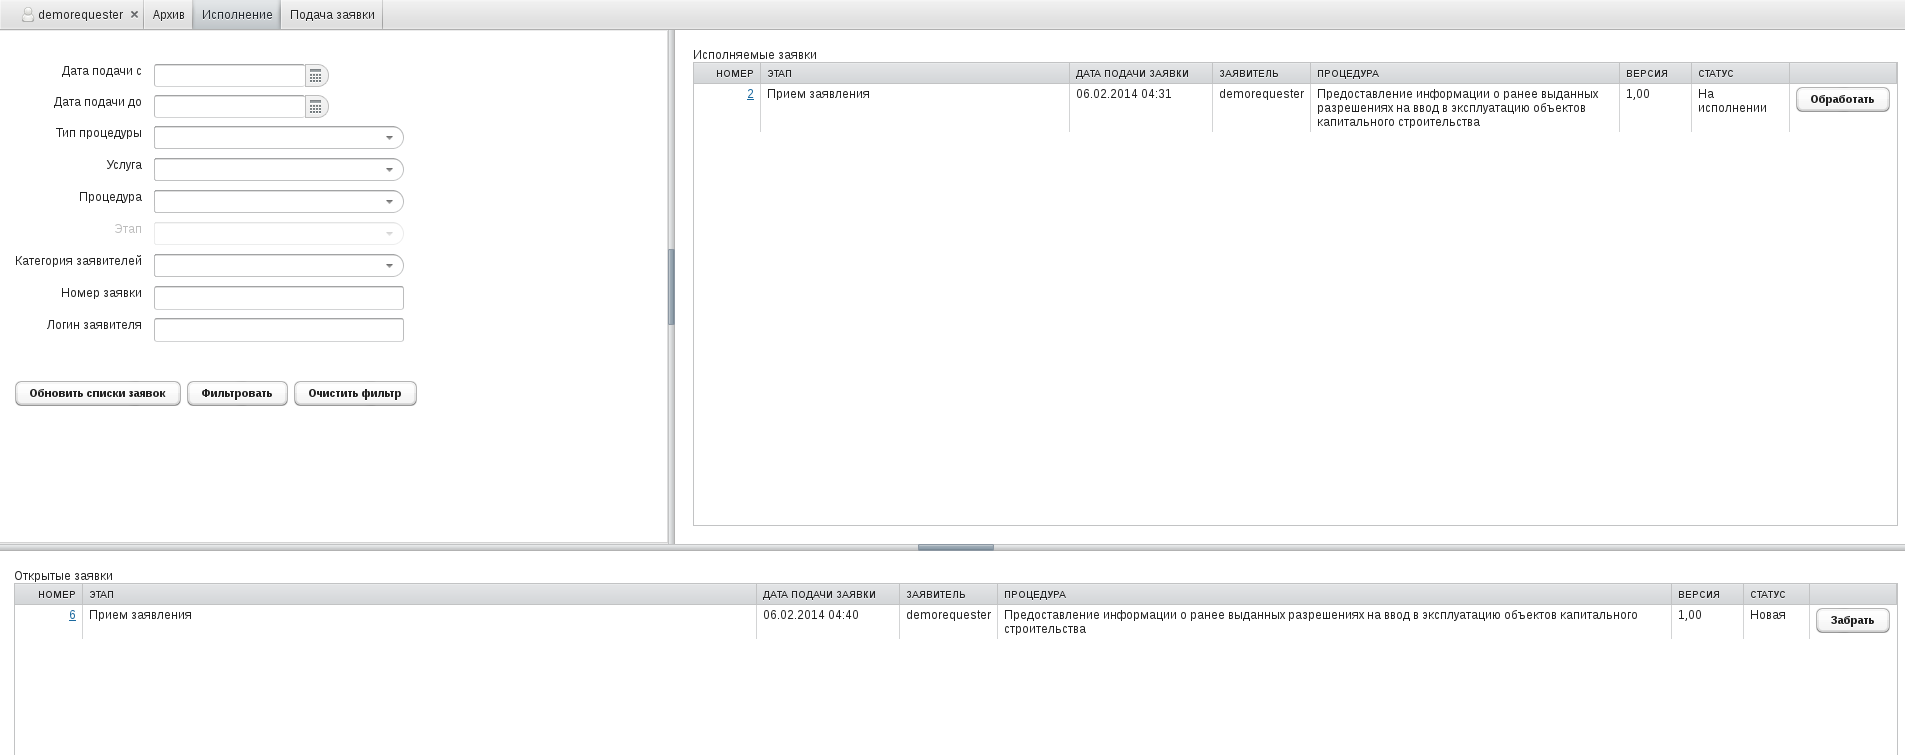 demorequester ✕ Архив Исполнение Подача заявки
Дата подачи с
Дата подачи до
Тип процедуры
Услуга
Процедура
Этап
Категория заявителей
Номер заявки
Логин заявителя
Обновить списки заявок Фильтровать Очистить фильтр
Исполняемые заявки
НОМЕР ЭТАП ДАТА ПОДАЧИ ЗАЯВКИ ЗАЯВИТЕЛЬ ПРОЦЕДУРА ВЕРСИЯ СТАТУС
2 Прием заявления 06.02.2014 04:31 demorequester Предоставление информации о ранее выданных 1,00 На Обработать
разрешениях на ввод в эксплуатацию объектов исполнении
капитального строительства
Открытые заявки
НОМЕР ЭТАП ДАТА ПОДАЧИ ЗАЯВКИ ЗАЯВИТЕЛЬ ПРОЦЕДУРА ВЕРСИЯ СТАТУС
6 Прием заявления 06.02.2014 04:40 demorequester Предоставление информации о ранее выданных разрешениях на ввод в эксплуатацию объектов капитального 1,00 Новая Забрать
строительства